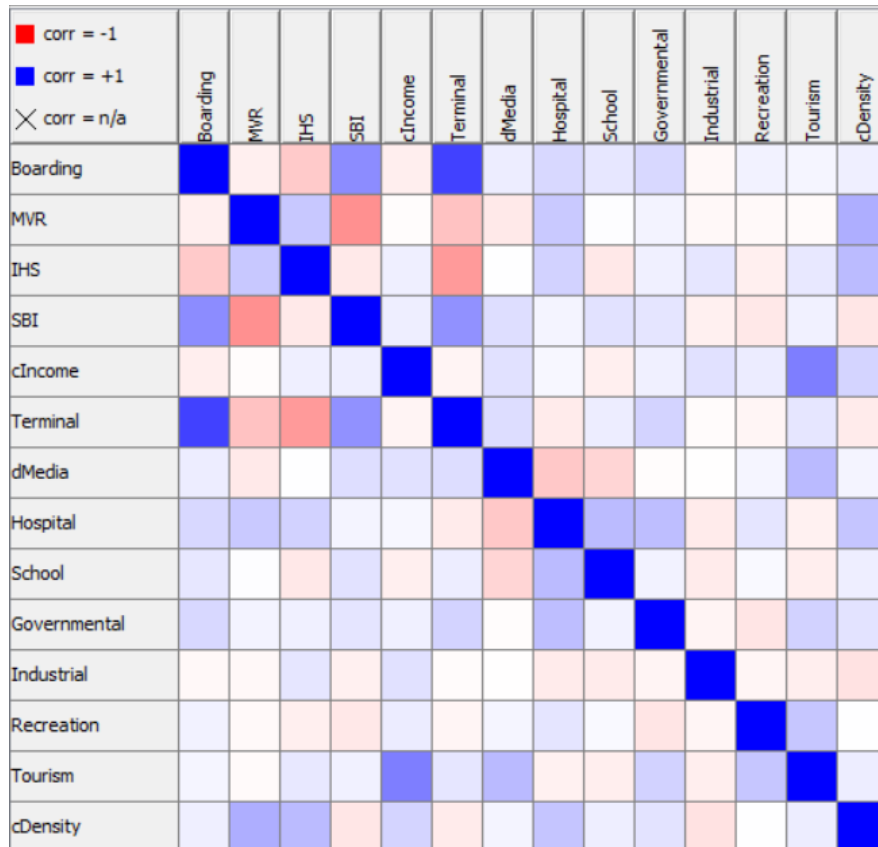 corr = -1
corr = +1
corr = n/a
Boarding
MVR
IHS
SBI
cIncome
Terminal
dMedia
Hospital
School
Governmental
Industrial
Recreation
Tourism
cDensity
Boarding
MVR
IHS
SBI
cIncome
Terminal
dMedia
Hospital
School
Governmental
Industrial
Recreation
Tourism
cDensity